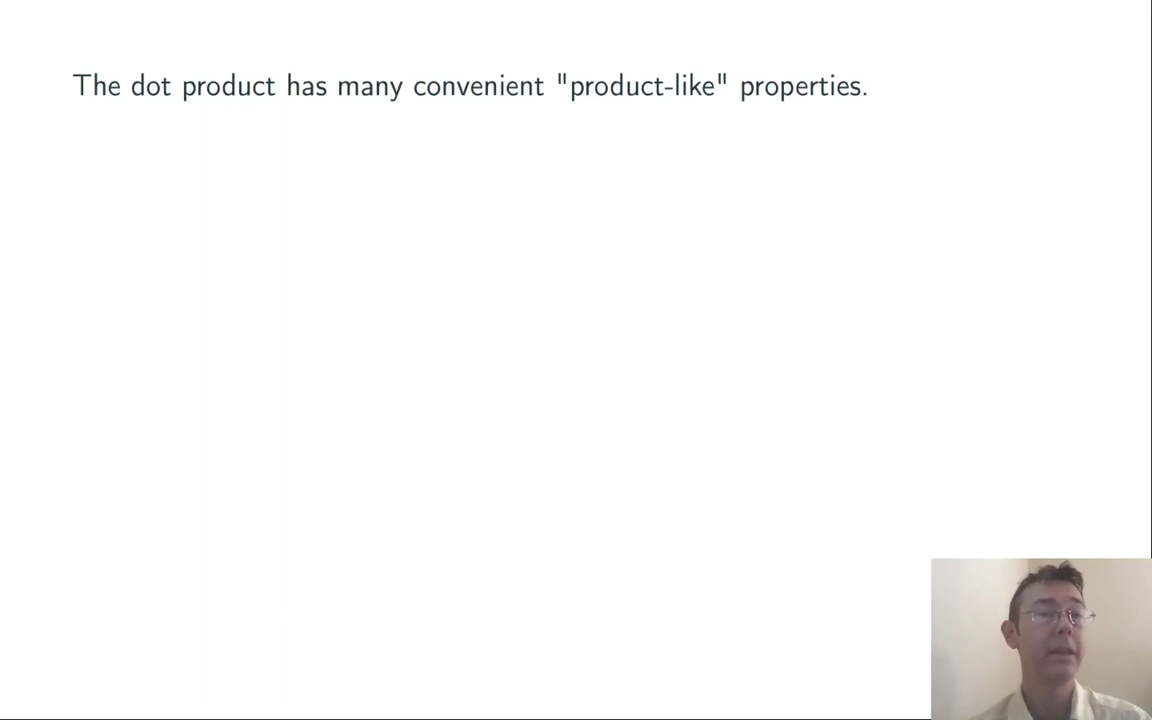 The dot product has many convenient "product-like" properties.